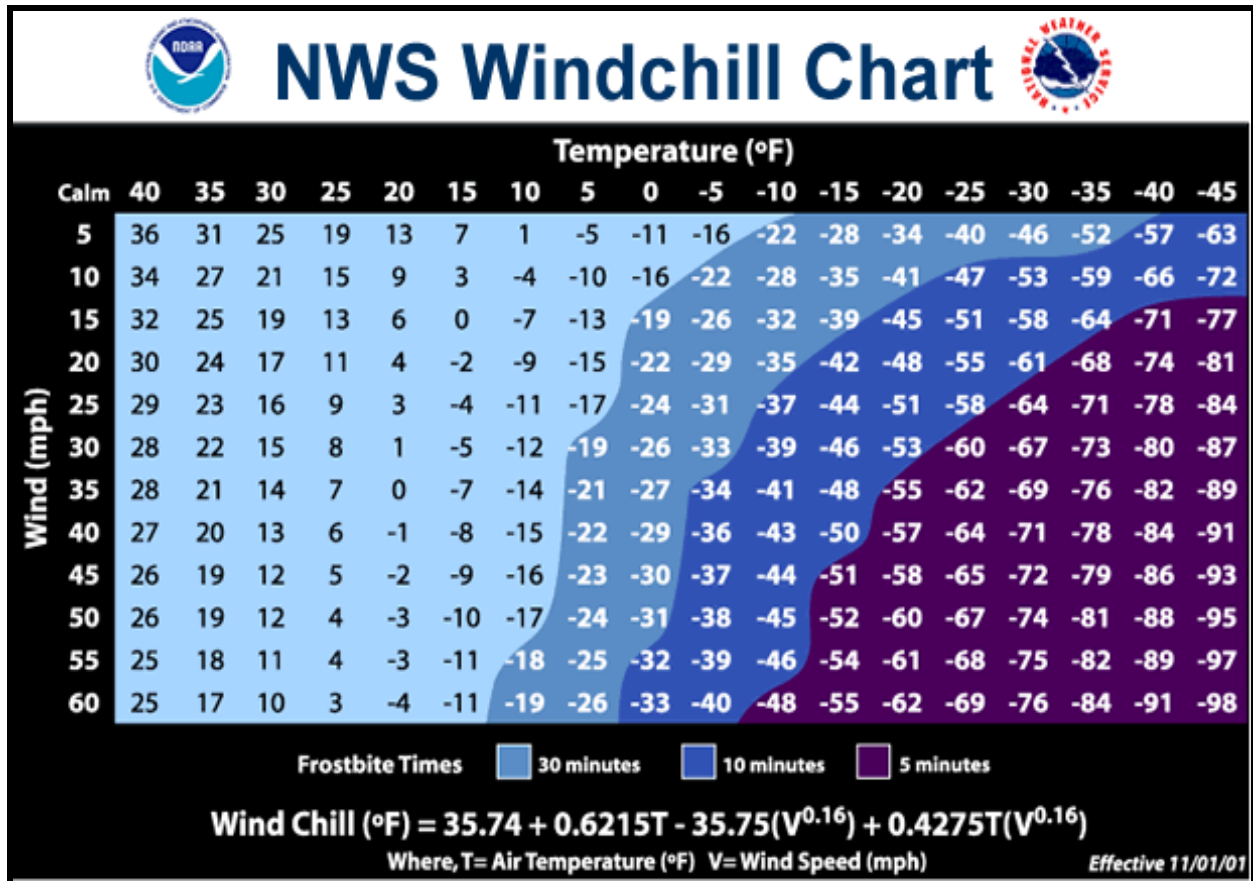 NOAA
NWS Windchill Chart
NATIONAL WEATHER SERVICE
Temperature (ºF)
Calm 40 35 30 25 20 15 10 5 0 -5 -10 -15 -20 -25 -30 -35 -40 -45
5 36 31 25 19 13 7 1 -5 -11 -16 -22 -28 -34 -40 -46 -52 -57 -63
10 34 27 21 15 9 3 -4 -10 -16 -22 -28 -35 -41 -47 -53 -59 -66 -72
15 32 25 19 13 6 0 -7 -13 -19 -26 -32 -39 -45 -51 -58 -64 -71 -77
20 30 24 17 11 4 -2 -9 -15 -22 -29 -35 -42 -48 -55 -61 -68 -74 -81
25 29 23 16 9 3 -4 -11 -17 -24 -31 -37 -44 -51 -58 -64 -71 -78 -84
30 28 22 15 8 1 -5 -12 -19 -26 -33 -39 -46 -53 -60 -67 -73 -80 -87
35 28 21 14 7 0 -7 -14 -21 -27 -34 -41 -48 -55 -62 -69 -76 -82 -89
40 27 20 13 6 -1 -8 -15 -22 -29 -36 -43 -50 -57 -64 -71 -78 -84 -91
45 26 19 12 5 -2 -9 -16 -23 -30 -37 -44 -51 -58 -65 -72 -79 -86 -93
50 26 19 12 4 -3 -10 -17 -24 -31 -38 -45 -52 -60 -67 -74 -81 -88 -95
55 25 18 11 4 -3 -11 -18 -25 -32 -39 -46 -54 -61 -68 -75 -82 -89 -97
60 25 17 10 3 -4 -11 -19 -26 -33 -40 -48 -55 -62 -69 -76 -84 -91 -98
Wind (mph)
Frostbite Times 30 minutes 10 minutes 5 minutes
Wind Chill (ºF) = 35.74 + 0.6215T - 35.75(V^0.16) + 0.4275T(V^0.16)
Where, T= Air Temperature (ºF) V= Wind Speed (mph) Effective 11/01/01